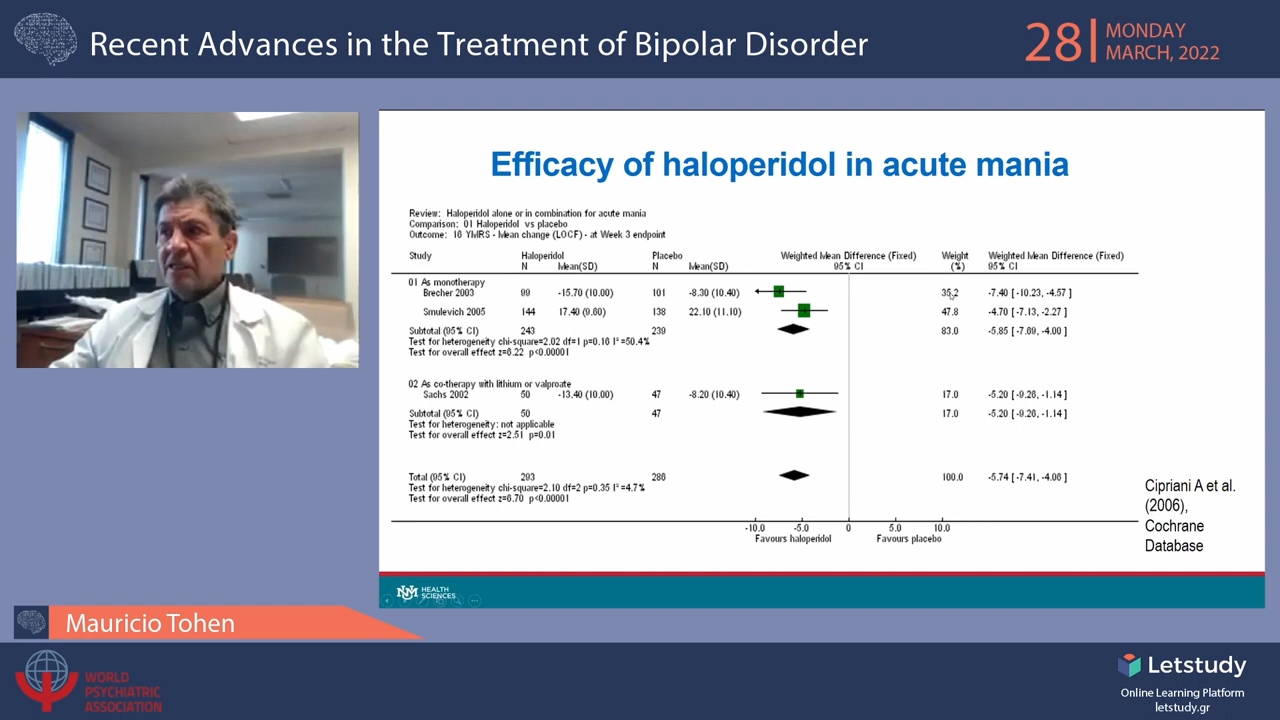 Recent Advances in the Treatment of Bipolar Disorder
28 MONDAY
MARCH, 2022
Efficacy of haloperidol in acute mania
Review: Haloperidol alone or in combination for acute mania
Comparison: 01 Haloperidol vs placebo
Outcome: 18 YMRS - Mean change (LOCF) - at Week 3 endpoint
Study Haloperidol Placebo Weighted Mean Difference (Fixed) Weight Weighted Mean Difference (Fixed)
N Mean(SD) N Mean(SD) 95% CI (%) 95% CI
01 As monotherapy
Brecher 2003 99 -15.70 (10.00) 101 -8.30 (10.40) 35.2 -7.40 [ -10.23, -4.57 ]
Smulevich 2005 144 17.40 (9.60) 138 22.10 (11.10) 47.8 -4.70 [ -7.13, -2.27 ]
Subtotal (95% CI) 243 239 83.0 -5.85 [ -7.69, -4.00 ]
Test for heterogeneity chi-square=2.02 df=1 p=0.16 I² =50.4%
Test for overall effect z=6.22 p<0.00001
02 As co-therapy with lithium or valproate
Sachs 2002 50 -13.40 (10.00) 47 -8.20 (10.40) 17.0 -5.20 [ -9.26, -1.14 ]
Subtotal (95% CI) 50 47 17.0 -5.20 [ -9.26, -1.14 ]
Test for heterogeneity: not applicable
Test for overall effect z=2.51 p=0.01
Total (95% CI) 293 286 100.0 -5.74 [ -7.41, -4.06 ]
Test for heterogeneity chi-square=2.10 df=2 p=0.35 I² =4.7%
Test for overall effect z=6.70 p<0.00001
-10.0 -5.0 0 5.0 10.0
Favours haloperidol Favours placebo
Cipriani A et al.
(2006),
Cochrane
Database
HEALTH
SCIENCES
Mauricio Tohen
WORLD
PSYCHIATRIC
ASSOCIATION
Letstudy
Online Learning Platform
letstudy.gr